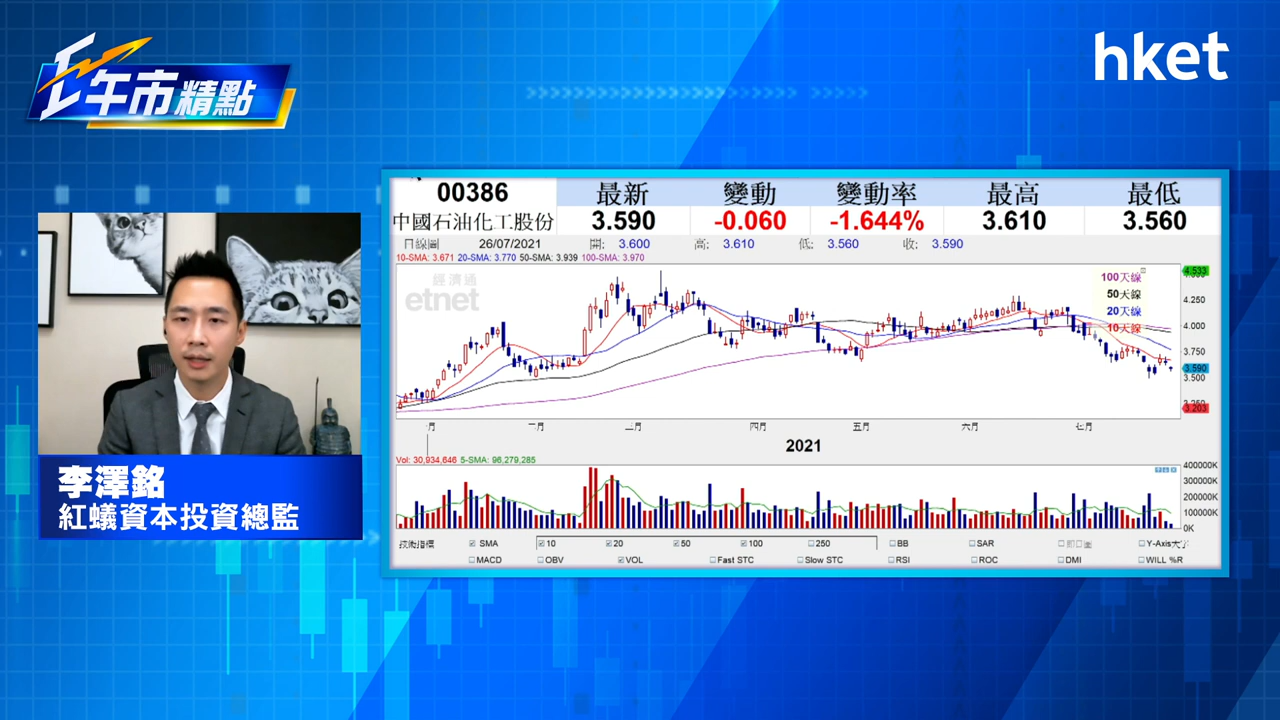 午市精點
hket
00386
中國石油化工股份
最新 變動 變動率 最高 最低
3.590 -0.060 -1.644% 3.610 3.560
日線圖 26/07/2021 開: 3.600 高: 3.610 低: 3.560 收: 3.590
10-SMA: 3.671 20-SMA: 3.770 50-SMA: 3.939 100-SMA: 3.970
經濟通
etnet
100天線
50天線
20天線
10天線
4.533
4.250
4.000
3.750
3.590
3.500
3.203
二月 三月 四月 五月 六月 七月
2021
Vol: 30,934,646 5-SMA: 96,279,285
400000K
300000K
200000K
100000K
0K
技術指標 SMA 10 20 50 100 250 BB SAR Y-Axis大字
MACD OBV VOL Fast STC Slow STC RSI ROC DMI WILL %R
李澤銘
紅蟻資本投資總監